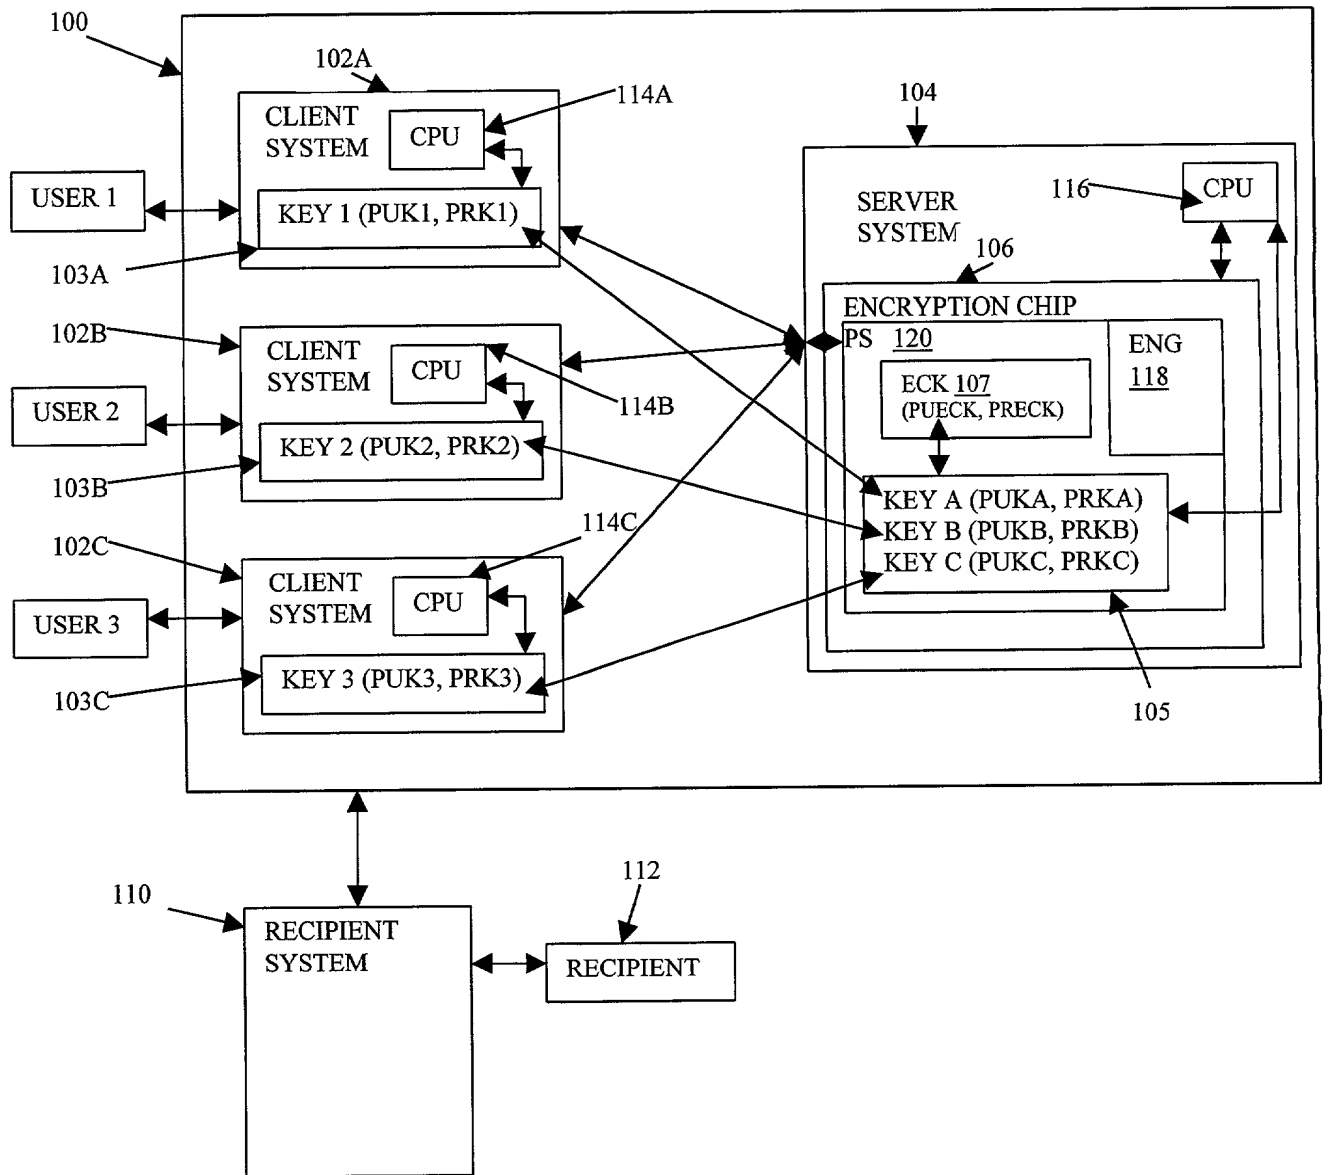 100
102A
CLIENT
SYSTEM
CPU
114A
USER 1
KEY 1 (PUK1, PRK1)
103A
104
SERVER
SYSTEM
116
CPU
106
ENCRYPTION CHIP
PS 120
ENG
118
ECK 107
(PUECK, PRECK)
KEY A (PUKA, PRKA)
KEY B (PUKB, PRKB)
KEY C (PUKC, PRKC)
105
102B
CLIENT
SYSTEM
CPU
114B
USER 2
KEY 2 (PUK2, PRK2)
103B
102C
114C
CLIENT
SYSTEM
CPU
USER 3
KEY 3 (PUK3, PRK3)
103C
110
RECIPIENT
SYSTEM
112
RECIPIENT